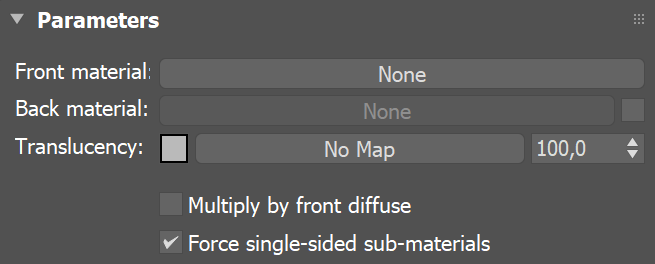 Parameters
Front material: None
Back material: None
Translucency: No Map 100,0
Multiply by front diffuse
Force single-sided sub-materials